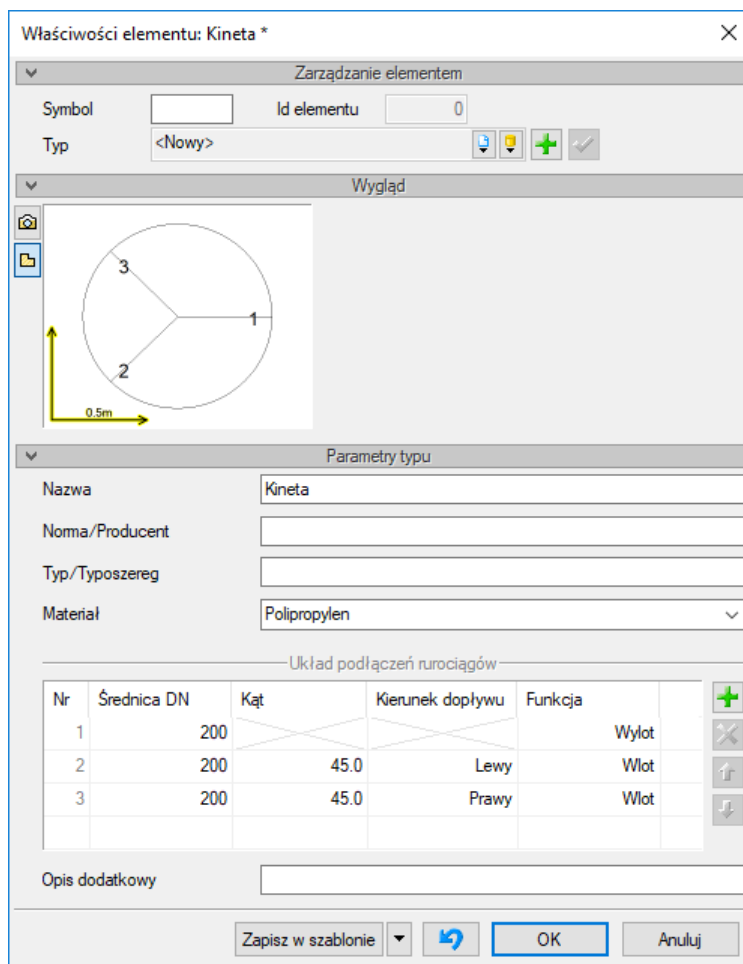 Właściwości elementu: Kineta *
Zarządzanie elementem
Symbol Id elementu 0
Typ <Nowy>
Wygląd
3
1
2
0.5m
Parametry typu
Nazwa Kineta
Norma/Producent
Typ/Typoszereg
Materiał Polipropylen
Układ podłączeń rurociągów
Nr Średnica DN Kąt Kierunek dopływu Funkcja
1 200 Wylot
2 200 45.0 Lewy Wlot
3 200 45.0 Prawy Wlot
Opis dodatkowy
Zapisz w szablonie OK Anuluj